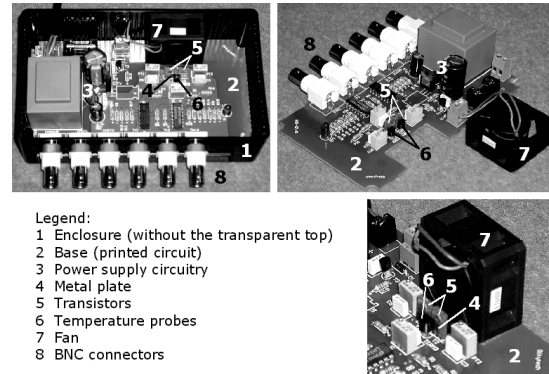 7
5
2
4
3
6
1
8
8
7
3
5
7
6
2
Legend:
1 Enclosure (without the transparent top)
2 Base (printed circuit)
3 Power supply circuitry
4 Metal plate
5 Transistors
6 Temperature probes
7 Fan
8 BNC connectors
7
6
5
4
2